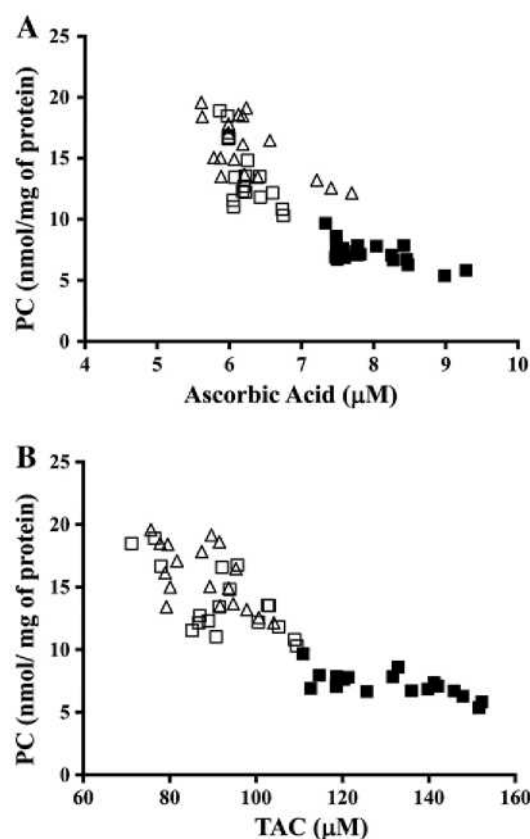 A
25
20
15
10
5
0
PC (nmol/mg of protein)
4 5 6 7 8 9 10
Ascorbic Acid (μM)
B
25
20
15
10
5
0
PC (nmol/ mg of protein)
60 80 100 120 140 160
TAC (μM)